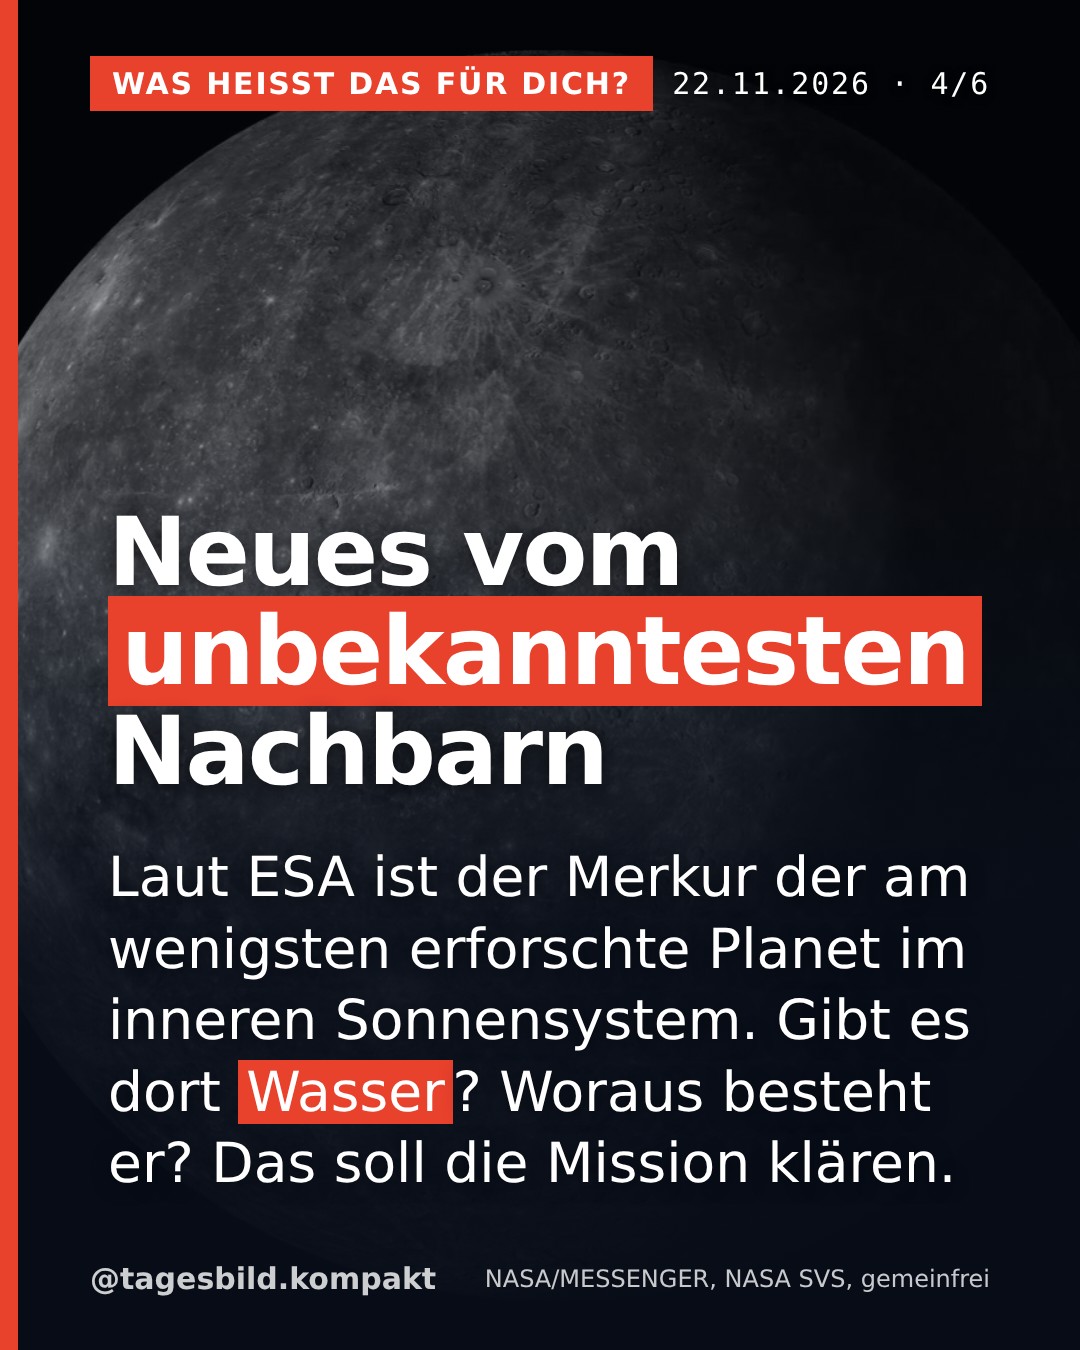 WAS HEISST DAS FÜR DICH? 22.11.2026 · 4/6
Neues vom
unbekanntesten
Nachbarn
Laut ESA ist der Merkur der am
wenigsten erforschte Planet im
inneren Sonnensystem. Gibt es
dort Wasser? Woraus besteht
er? Das soll die Mission klären.
@tagesbild.kompakt NASA/MESSENGER, NASA SVS, gemeinfrei